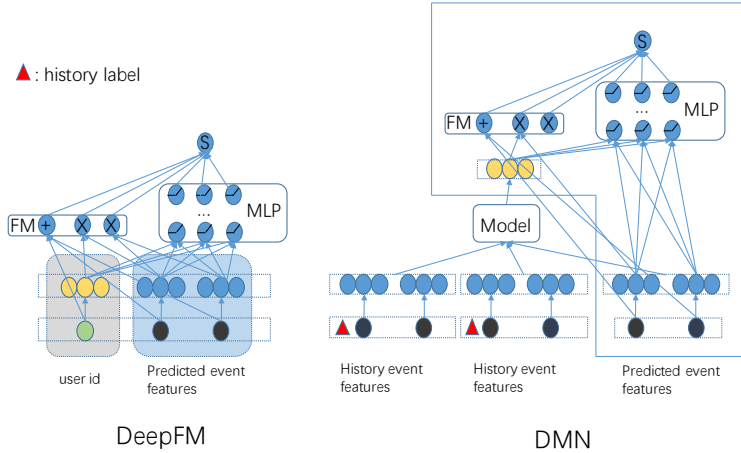 : history label
S
FM + X X
...
MLP
user id
Predicted event
features
DeepFM
S
FM + X X
...
MLP
Model
History event
features
History event
features
Predicted event
features
DMN